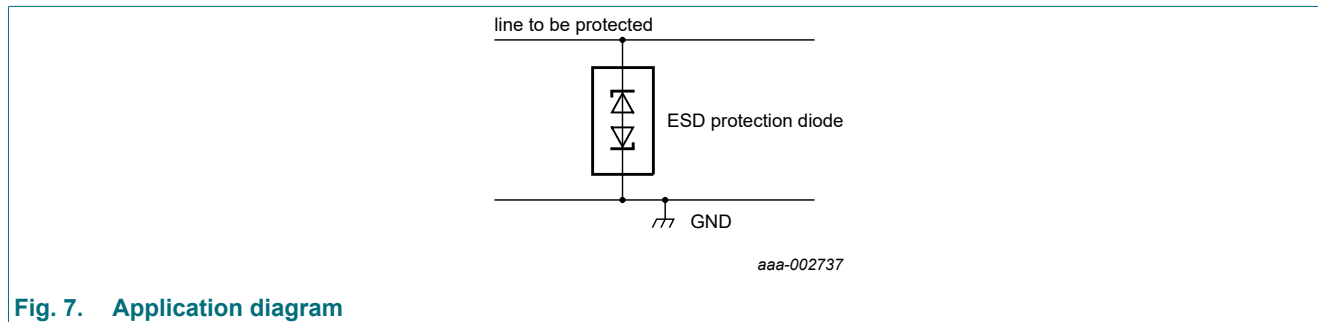 line to be protected
ESD protection diode
GND
aaa-002737
Fig. 7. Application diagram